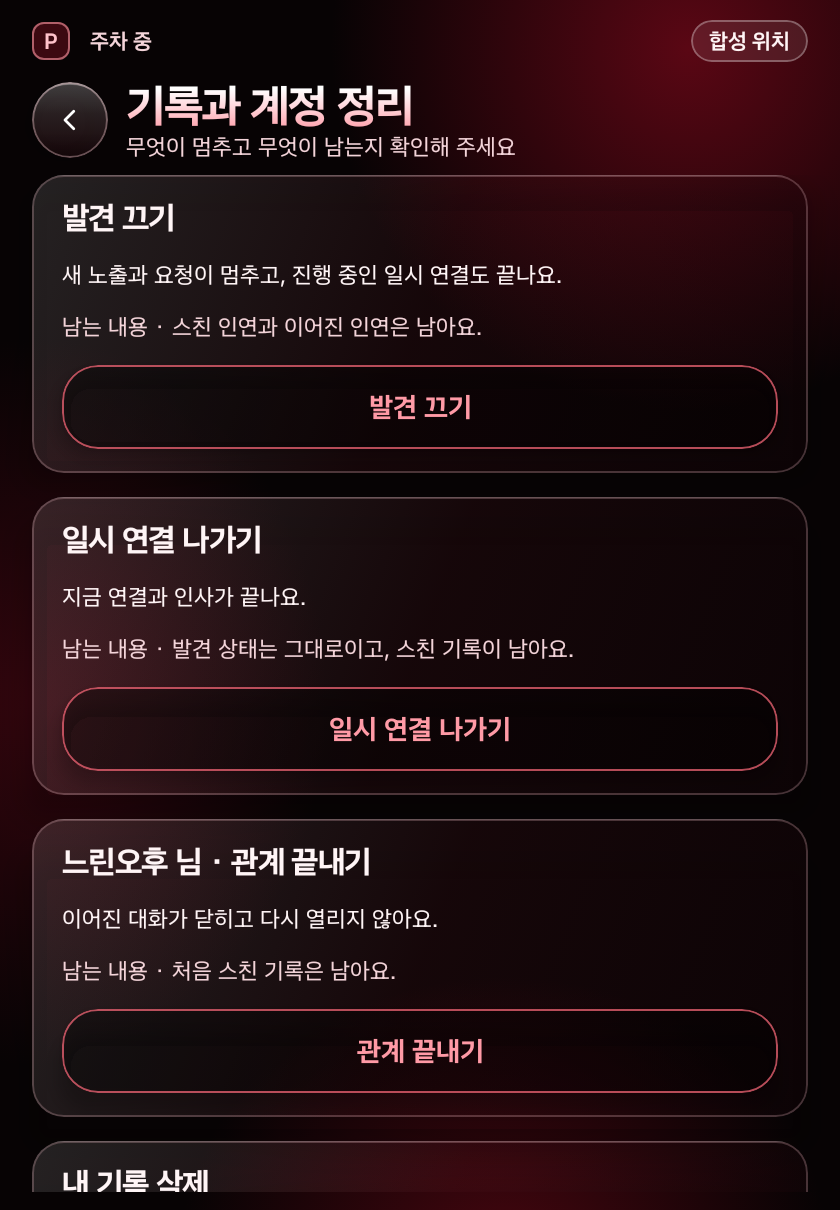 P 주차 중
합성 위치
기록과 계정 정리
무엇이 멈추고 무엇이 남는지 확인해 주세요
발견 끄기
새 노출과 요청이 멈추고, 진행 중인 일시 연결도 끝나요.
남는 내용 · 스친 인연과 이어진 인연은 남아요.
발견 끄기
일시 연결 나가기
지금 연결과 인사가 끝나요.
남는 내용 · 발견 상태는 그대로이고, 스친 기록이 남아요.
일시 연결 나가기
느린오후 님 · 관계 끝내기
이어진 대화가 닫히고 다시 열리지 않아요.
남는 내용 · 처음 스친 기록은 남아요.
관계 끝내기
내 기록 삭제